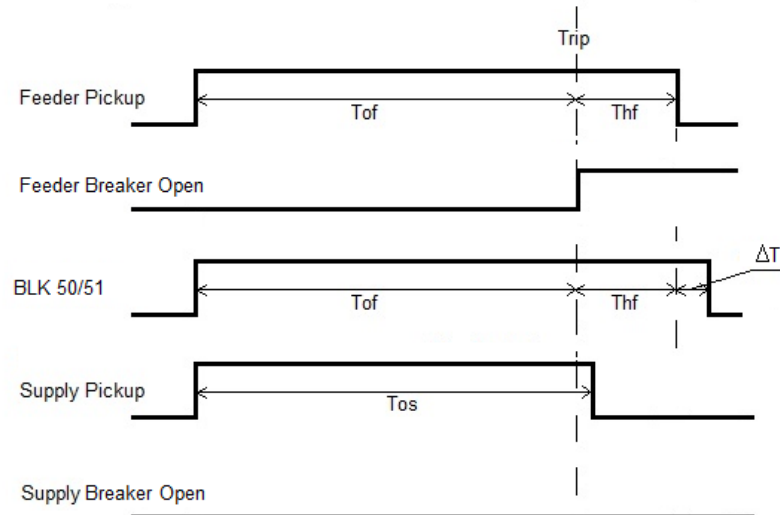 Trip
Feeder Pickup
Tof
Thf
Feeder Breaker Open
ΔT
BLK 50/51
Tof
Thf
Supply Pickup
Tos
Supply Breaker Open